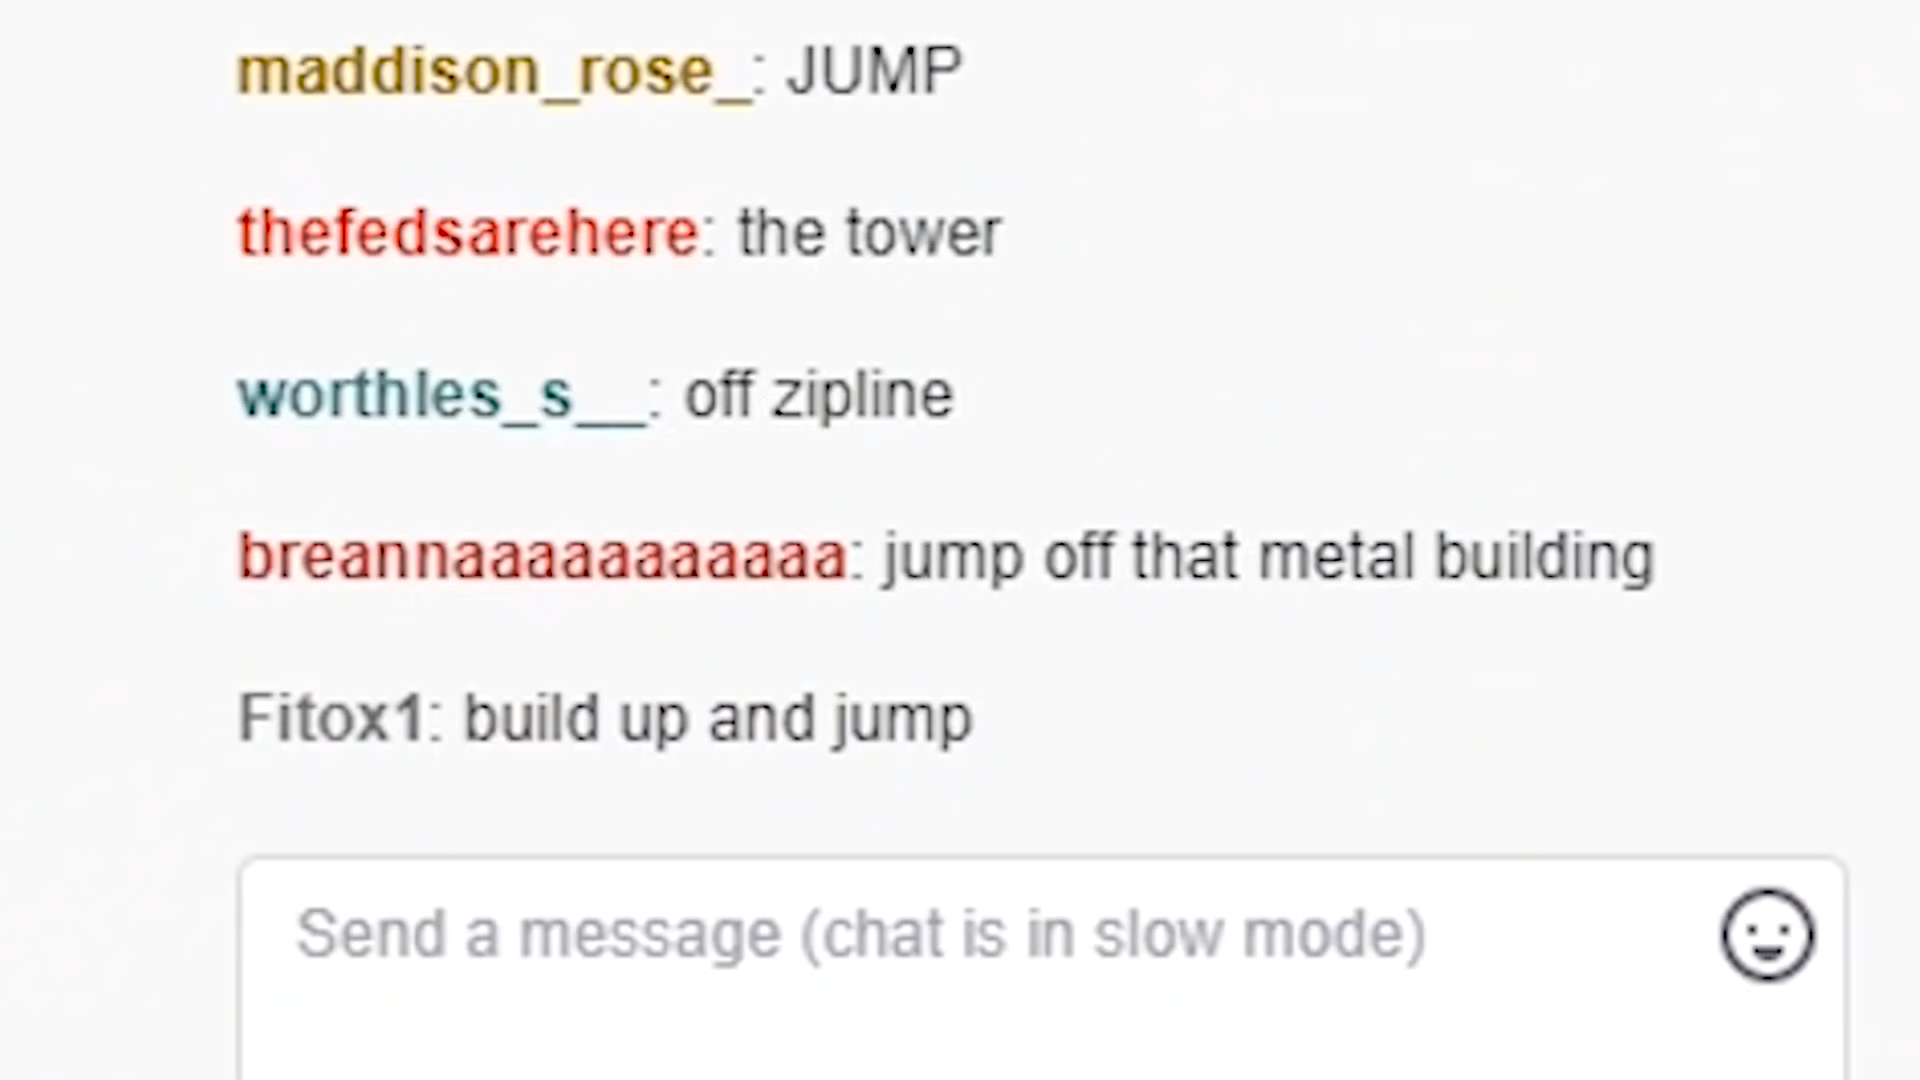 maddison_rose_: JUMP
thefedsarehere: the tower
worthles_s__: off zipline
breannaaaaaaaaaaaa: jump off that metal building
Fitox1: build up and jump
Send a message (chat is in slow mode)